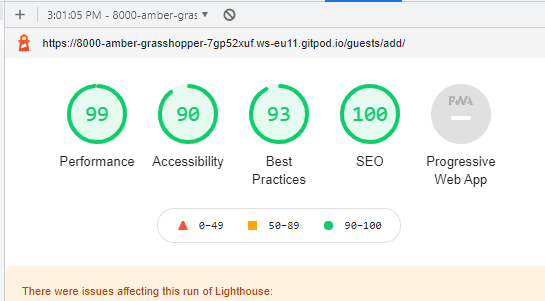 3:01:05 PM - 8000-amber-gras
https://8000-amber-grasshopper-7gp52xuf.ws-eu11.gitpod.io/guests/add/
99 90 93 100 PWA
Performance Accessibility Best Practices SEO Progressive Web App
0–49 50–89 90–100
There were issues affecting this run of Lighthouse: